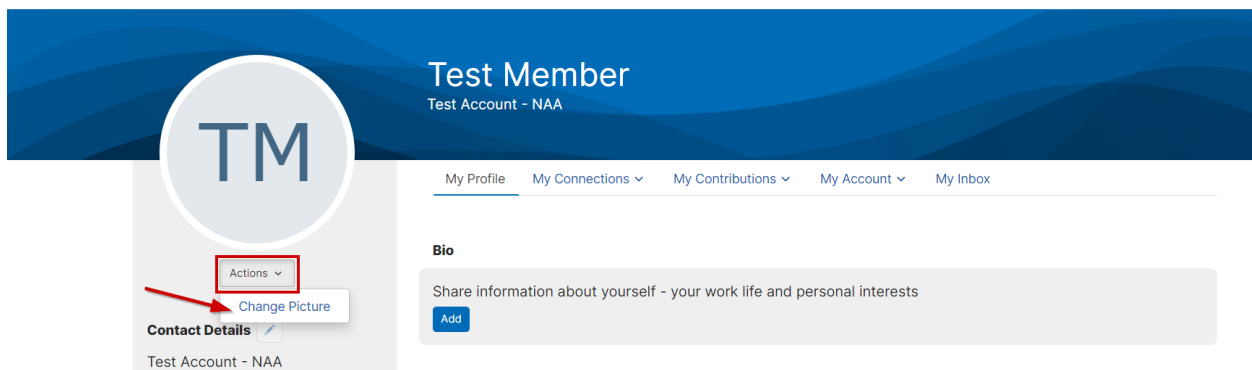 Test Member
Test Account - NAA
TM
My Profile My Connections My Contributions My Account My Inbox
Actions
Change Picture
Contact Details
Test Account - NAA
Bio
Share information about yourself - your work life and personal interests
Add